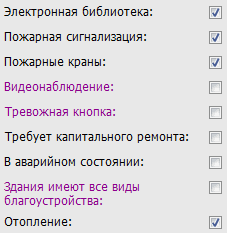 Электронная библиотека:
Пожарная сигнализация:
Пожарные краны:
Видеонаблюдение:
Тревожная кнопка:
Требует капитального ремонта:
В аварийном состоянии:
Здания имеют все виды
благоустройства:
Отопление: